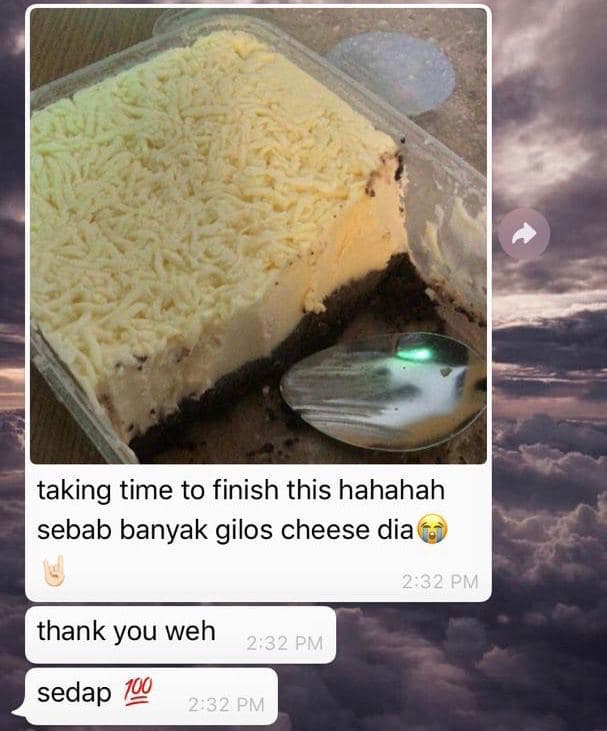 taking time to finish this hahahah
sebab banyak gilos cheese dia😭
🤘🏻
2:32 PM
thank you weh
2:32 PM
sedap 💯
2:32 PM